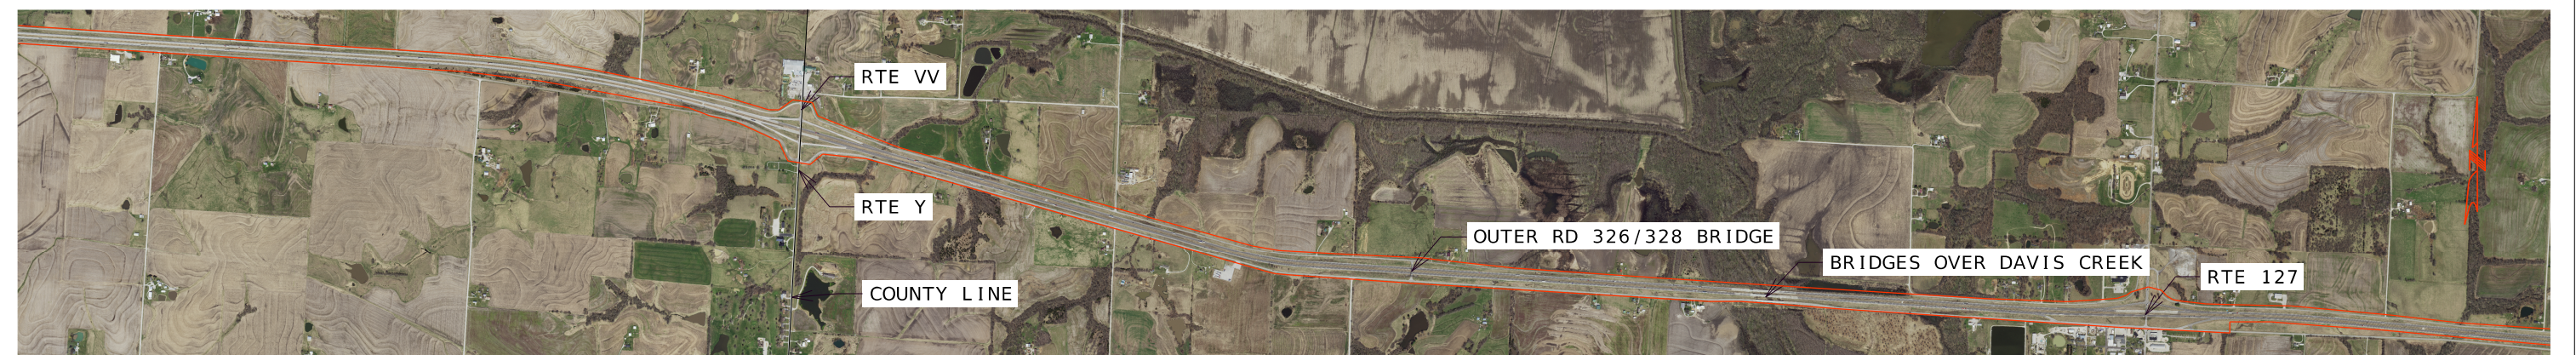 RTE VV
RTE Y
COUNTY LINE
OUTER RD 326/328 BRIDGE
BRIDGES OVER DAVIS CREEK
RTE 127